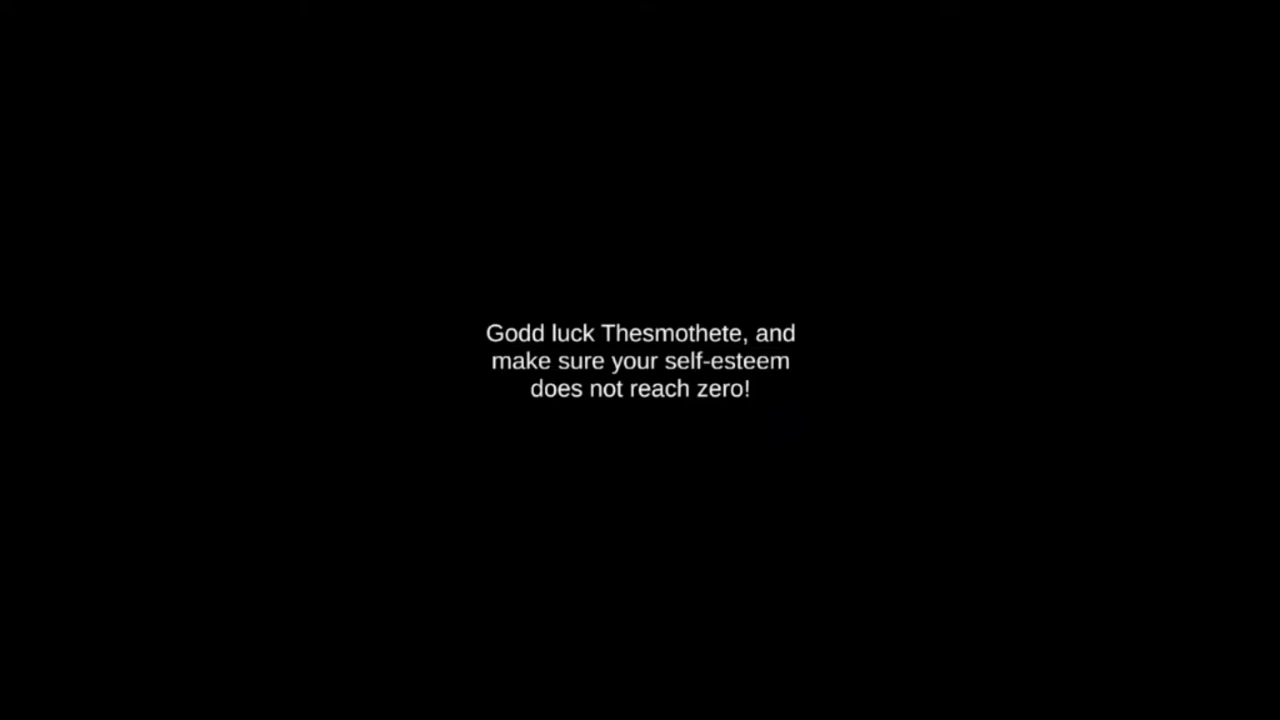 Godd luck Thesmothete, and
make sure your self-esteem
does not reach zero!